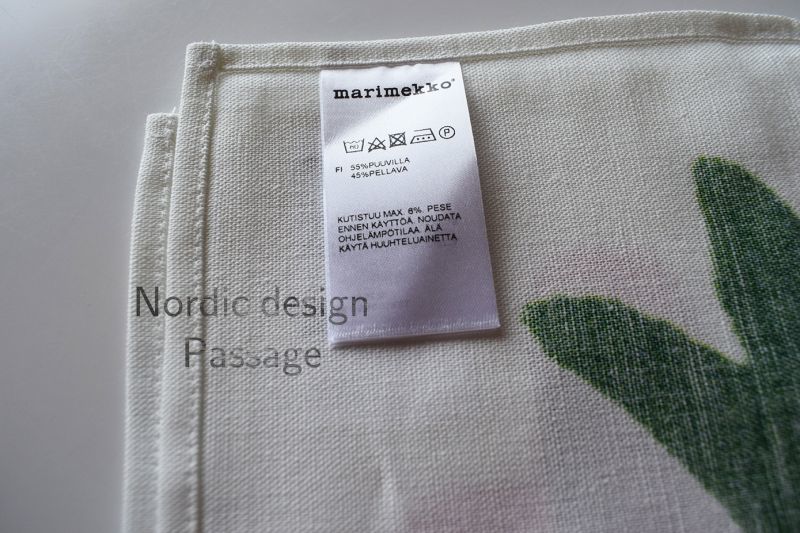 marimekko®
FI 55%PUUVILLA
45%PELLAVA
KUTISTUU MAX. 6%. PESE
ENNEN KÄYTTÖÄ. NOUDATA
OHJELÄMPÖTILAA. ÄLÄ
KÄYTÄ HUUHTELUAINETTA
Nordic design
Passage